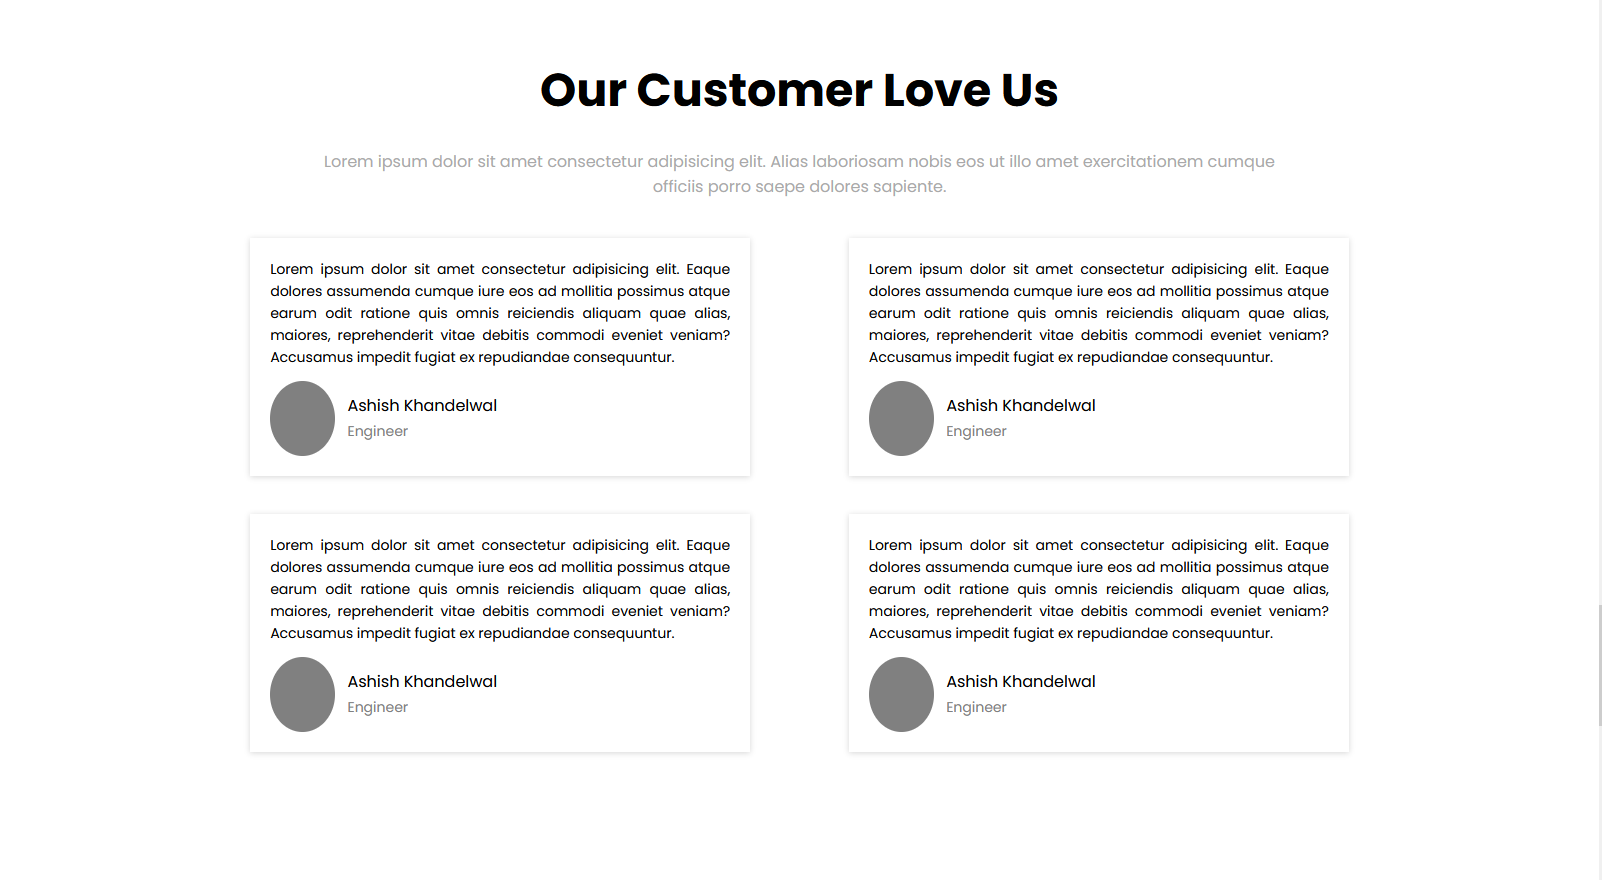 Our Customer Love Us
Lorem ipsum dolor sit amet consectetur adipisicing elit. Alias laboriosam nobis eos ut illo amet exercitationem cumque
officiis porro saepe dolores sapiente.
Lorem ipsum dolor sit amet consectetur adipisicing elit. Eaque
dolores assumenda cumque iure eos ad mollitia possimus atque
earum odit ratione quis omnis reiciendis aliquam quae alias,
maiores, reprehenderit vitae debitis commodi eveniet veniam?
Accusamus impedit fugiat ex repudiandae consequuntur.
Ashish Khandelwal
Engineer
Lorem ipsum dolor sit amet consectetur adipisicing elit. Eaque
dolores assumenda cumque iure eos ad mollitia possimus atque
earum odit ratione quis omnis reiciendis aliquam quae alias,
maiores, reprehenderit vitae debitis commodi eveniet veniam?
Accusamus impedit fugiat ex repudiandae consequuntur.
Ashish Khandelwal
Engineer
Lorem ipsum dolor sit amet consectetur adipisicing elit. Eaque
dolores assumenda cumque iure eos ad mollitia possimus atque
earum odit ratione quis omnis reiciendis aliquam quae alias,
maiores, reprehenderit vitae debitis commodi eveniet veniam?
Accusamus impedit fugiat ex repudiandae consequuntur.
Ashish Khandelwal
Engineer
Lorem ipsum dolor sit amet consectetur adipisicing elit. Eaque
dolores assumenda cumque iure eos ad mollitia possimus atque
earum odit ratione quis omnis reiciendis aliquam quae alias,
maiores, reprehenderit vitae debitis commodi eveniet veniam?
Accusamus impedit fugiat ex repudiandae consequuntur.
Ashish Khandelwal
Engineer